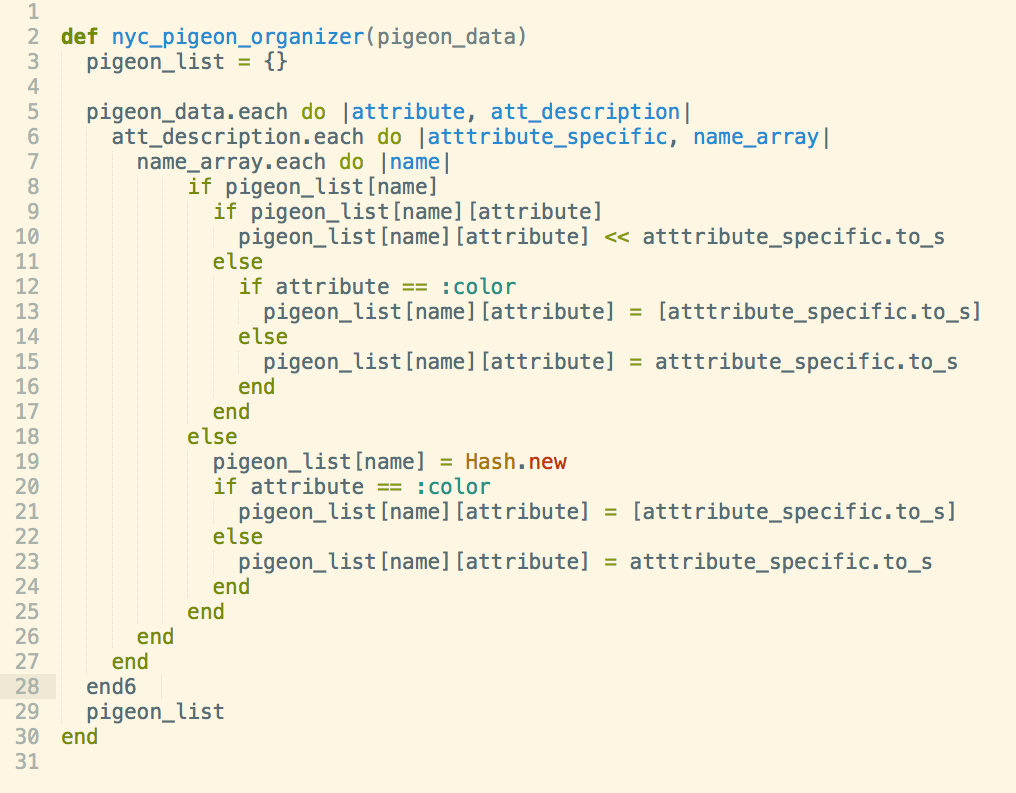 1
2 def nyc_pigeon_organizer(pigeon_data)
3   pigeon_list = {}
4
5   pigeon_data.each do |attribute, att_description|
6     att_description.each do |atttribute_specific, name_array|
7       name_array.each do |name|
8           if pigeon_list[name]
9             if pigeon_list[name][attribute]
10               pigeon_list[name][attribute] << atttribute_specific.to_s
11             else
12               if attribute == :color
13                 pigeon_list[name][attribute] = [atttribute_specific.to_s]
14               else
15                 pigeon_list[name][attribute] = atttribute_specific.to_s
16               end
17             end
18           else
19             pigeon_list[name] = Hash.new
20             if attribute == :color
21               pigeon_list[name][attribute] = [atttribute_specific.to_s]
22             else
23               pigeon_list[name][attribute] = atttribute_specific.to_s
24             end
25           end
26       end
27     end
28   end6
29   pigeon_list
30 end
31